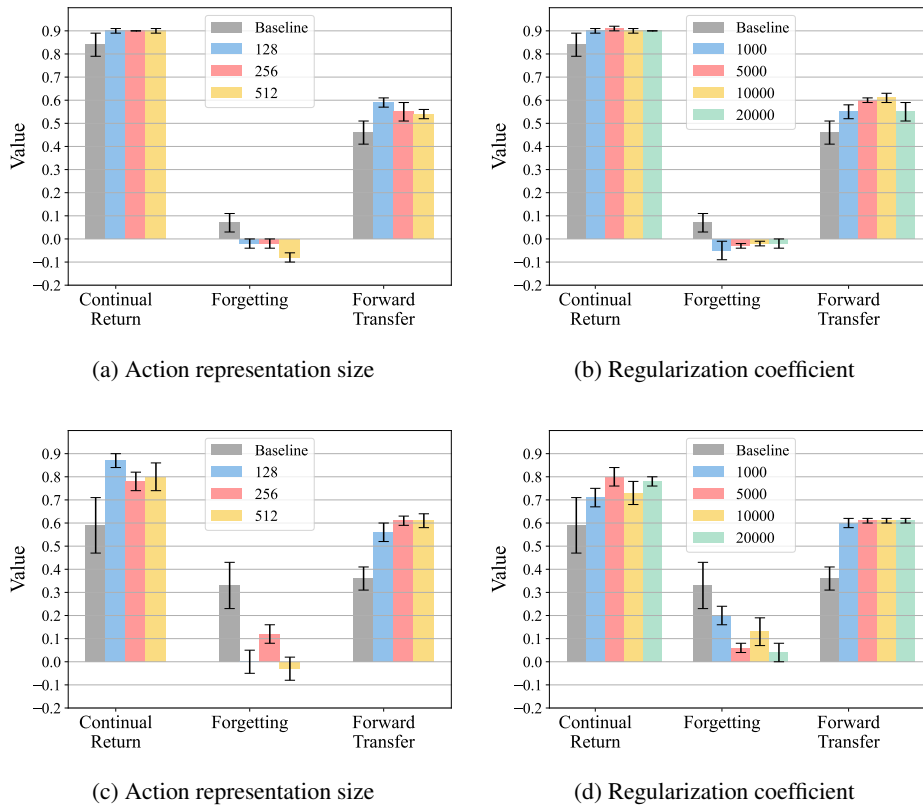 Value
0.9
0.8
0.7
0.6
0.5
0.4
0.3
0.2
0.1
0.0
−0.1
−0.2
Baseline
128
256
512
Continual
Return
Forgetting
Forward
Transfer
(a) Action representation size
Value
0.9
0.8
0.7
0.6
0.5
0.4
0.3
0.2
0.1
0.0
−0.1
−0.2
Baseline
1000
5000
10000
20000
Continual
Return
Forgetting
Forward
Transfer
(b) Regularization coefficient
Value
0.9
0.8
0.7
0.6
0.5
0.4
0.3
0.2
0.1
0.0
−0.1
−0.2
Baseline
128
256
512
Continual
Return
Forgetting
Forward
Transfer
(c) Action representation size
Value
0.9
0.8
0.7
0.6
0.5
0.4
0.3
0.2
0.1
0.0
−0.1
−0.2
Baseline
1000
5000
10000
20000
Continual
Return
Forgetting
Forward
Transfer
(d) Regularization coefficient